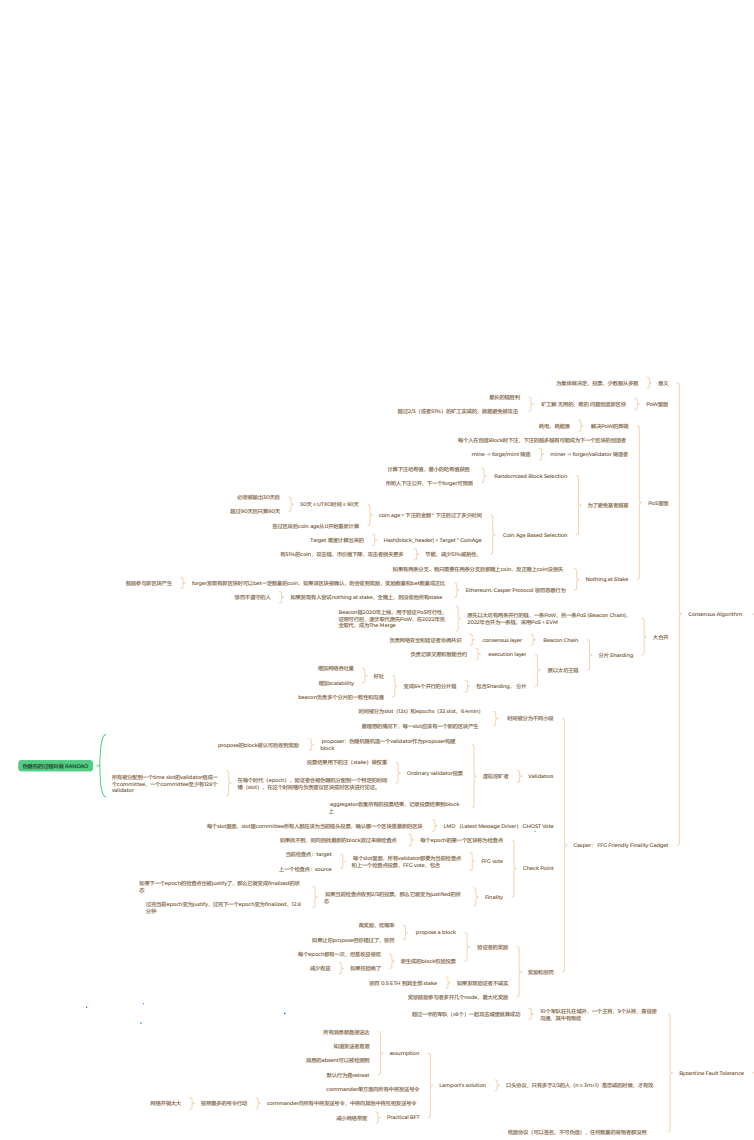 为集体做决定，投票，少数服从多数
意义
最长的链胜利
矿工解 无用的，难的 问题创造新区块
PoW里面
超过2/3（或者51%）的矿工实诚的，就能避免被攻击
耗电，耗能源
解决PoW的弊端
每个人在创造Block时下注，下注的越多越有可能成为下一个区块的创造者
mine -> forge/mint 铸造
miner -> forger/validator 铸造者
PoS里面
计算下注哈希值，最小的哈希值获胜
Randomized Block Selection
所有人下注公开，下一个forger可预测
为了避免富者越富
必须被输出30天后
30天 ≤ UTXO时间 ≤ 90天
超过90天后只算90天
coin age = 下注的金额 * 下注后过了多少时间
签过区块后coin age从0开始重新计算
Coin Age Based Selection
Target 难度计算出来的
Hash(block_header) < Target * CoinAge
有51%的coin，攻击链，币价值下降，攻击者损失更多
节能，减少51%威胁性。
如果有两条分支，我只需要在两条分支后都赌上coin，反正赌上coin没损失
Nothing at Stake
鼓励参与新区块产生
forger发现有新区块时可以bet一定数量的coin，如果该区块被确认，则会收到奖励，奖励数量和bet数量成正比
Ethereum: Casper Protocol 惩罚恶意行为
惩罚不遵守的人
如果发现有人尝试nothing at stake，全赌上，则没收他所有stake
Consensus Algorithm
Beacon链2020年上线，用于验证PoS可行性，
证明可行后，逐步取代原先PoW，在2022年完
全取代，成为The Merge
原先以太坊有两条并行的链，一条PoW，另一条PoS (Beacon Chain)，
2022年合并为一条链，采用PoS + EVM
大合并
负责网络安全和验证者协调共识
consensus layer
Beacon Chain
负责记录交易和智能合约
execution layer
分片 Sharding
原以太坊主链
增加网络吞吐量
好处
增加scalability
变成64个并行的分片链
包含Sharding，分片
beacon负责多个分片的一致性和沟通
时间被分为slot（12s）和epochs（32 slot，6.4min）
时间被分为不同小段
最理想的情况下，每一slot应该有一个新的区块产生
propose的block被认可后收到奖励
proposer：伪随机随机选一个validator作为proposer构建
block
伪随机的过程叫做 RANDAO
投票结果用下的注（stake）做权重
Ordinary validator投票
虚拟挖矿者
Validators
所有被分配到一个time slot的validator组成一
个committee，一个committee至少有128个
validator
在每个时代（epoch），验证者会被伪随机分配到一个特定的时间
槽（slot），在这个时间槽内负责提议区块或对区块进行见证。
aggregator收集所有的投票结果，记录投票结果到block
上
每个slot里面，slot里committee所有人都应该为当前链头投票，确认哪一个区块是最新的区块
LMD （Latest Message Driver） GHOST Vote
如果找不到，则向前找最新的block放过来做检查点
每个epoch的第一个区块称为检查点
Casper： FFG Friendly Finality Gadget
当前检查点：target
上一个检查点：source
每个slot里面，所有validator都要为当前检查点
和上一个检查点投票，FFG vote，包含
FFG vote
Check Point
如果下一个epoch的检查点也被justify了，那么它就变成finalized的状
态
如果当前检查点收到2/3的投票，那么它就变为justified的状
态
Finality
过完当前epoch变为justify，过完下一个epoch变为finalized，12.8
分钟
高奖励，低概率
propose a block
如果让你propose但你错过了，惩罚
验证者的奖励
每个epoch都有一次，但是收益很低
新生成的block校验投票
减少收益
如果校验晚了
奖励和惩罚
惩罚 0.5 ETH 到其全部 stake
如果发现验证者不诚实
奖惩鼓励参与者多开几个node，最大化奖励
超过一半的军队（≥6个）一起攻击城堡就算成功
10个军队驻扎在城外，一个主将，9个从将，靠信使
沟通，其中有叛徒
所有消息都直接送达
知道发送者是谁
assumption
消息的absent可以被检测到
默认行为是retreat
Byzantine Fault Tolerance
Lamport's solution
口头协议，只有多于2/3的人（n ≥ 3m+1）是忠诚的时候，才有效
commander单方面向所有中将发送号令
网络开销太大
按照最多的号令行动
commander向所有中将发送号令，中将向其他中将互相发送号令
减小网络带宽
Practical BFT
书面协议（可以签名，不可伪造），任何数量的背叛者都没用